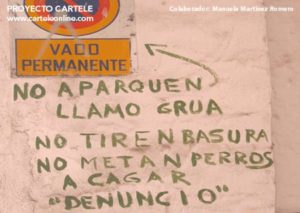 PROYECTO CARTELE
www.carteleonline.com
Colaborador: Manuela Martinez Romero
VADO
PERMANENTE
NO APARQUEN
LLAMO GRUA
NO TIREN BASURA
NO METAN PERROS
A CAGAR
"DENUNCIO"